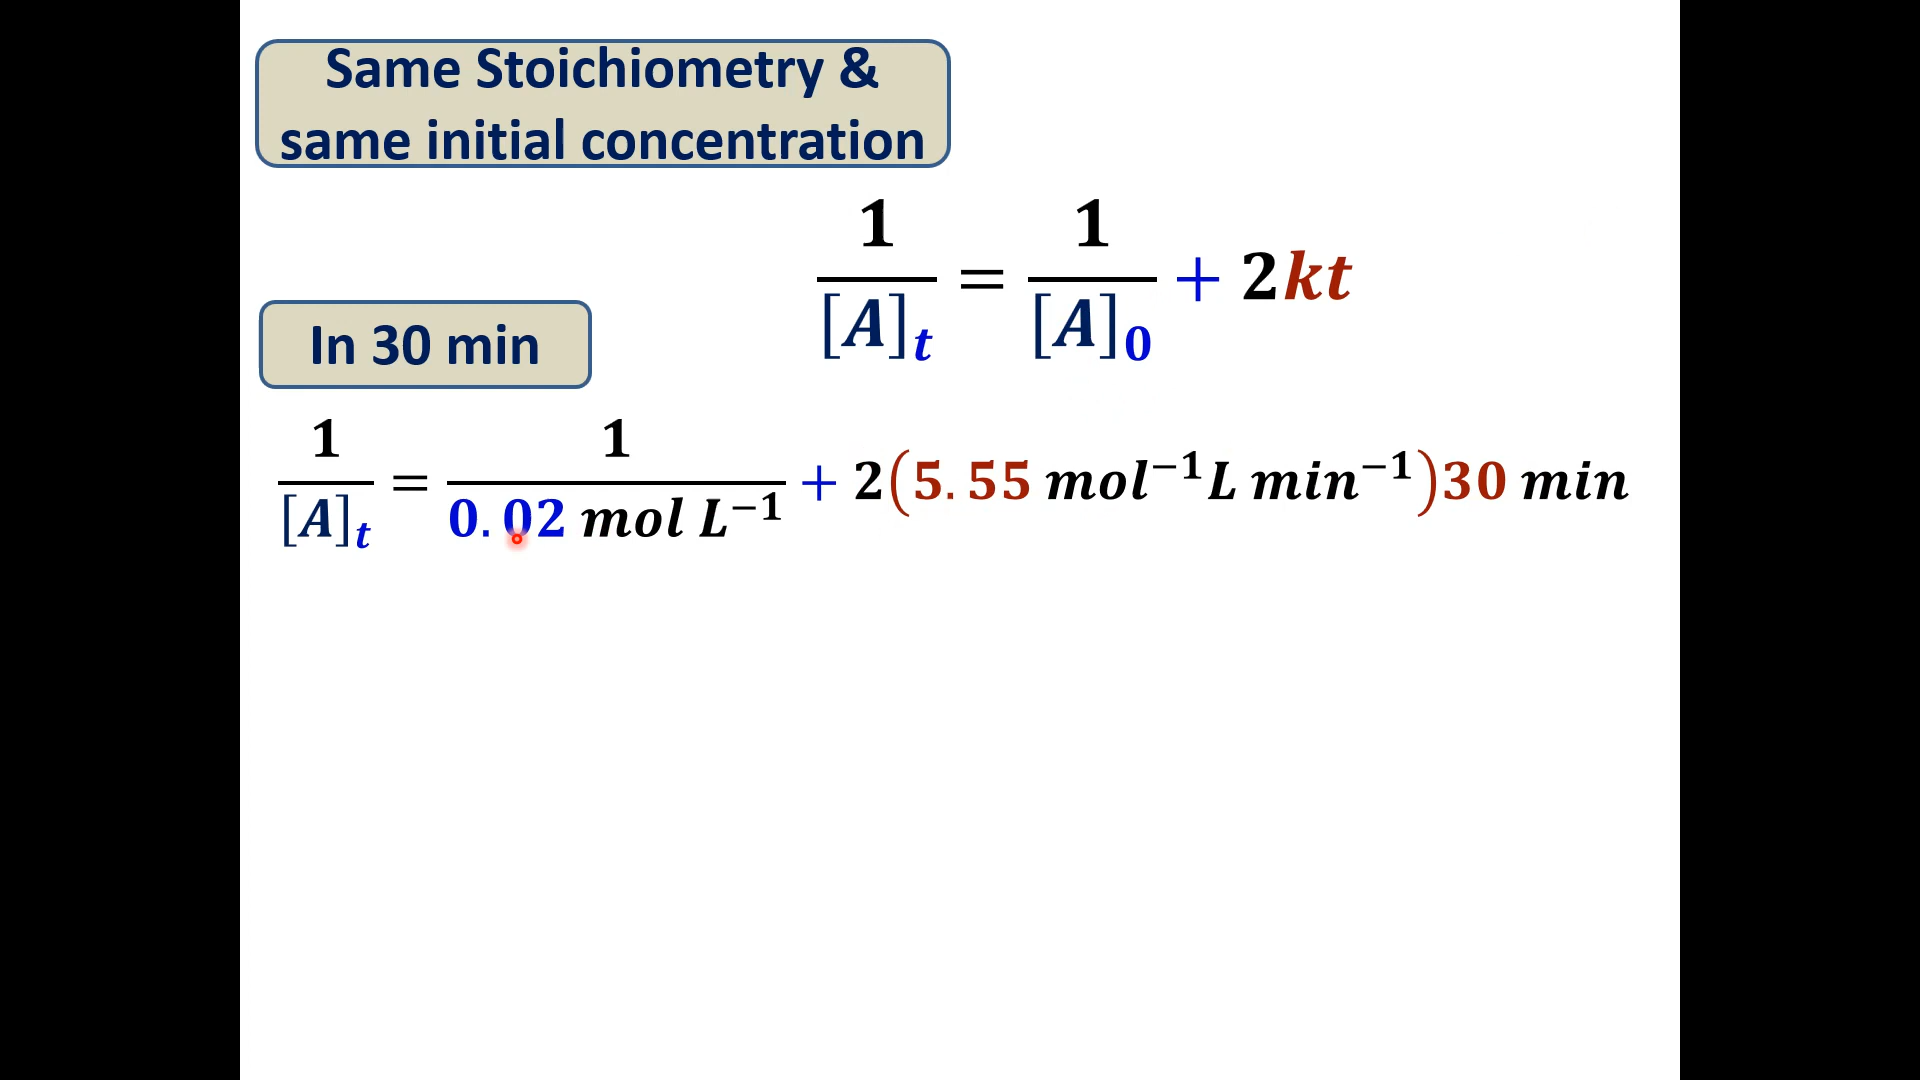 Same Stoichiometry &
same initial concentration
1/[A]ₜ = 1/[A]₀ + 2kt
In 30 min
1/[A]ₜ = 1/0.02 mol L⁻¹ + 2(5.55 mol⁻¹L min⁻¹)30 min